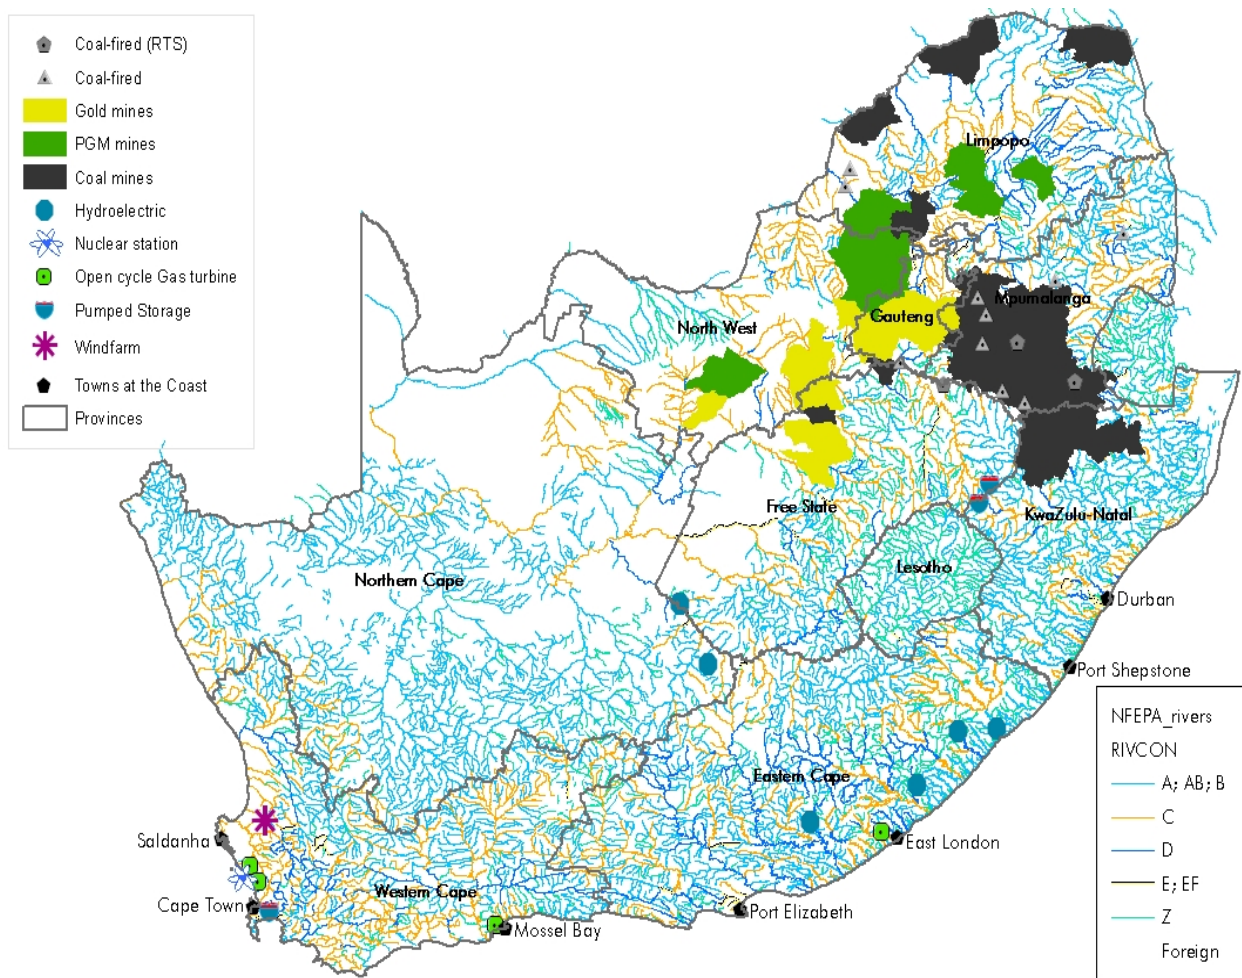 Coal-fired (RTS)
Coal-fired
Gold mines
PGM mines
Coal mines
Hydroelectric
Nuclear station
Open cycle Gas turbine
Pumped Storage
Windfarm
Towns at the Coast
Provinces
Limpopo
Mpumalanga
Gauteng
North West
Free State
KwaZulu-Natal
Lesotho
Northern Cape
Durban
Port Shepstone
Eastern Cape
East London
Saldanha
Western Cape
Cape Town
Port Elizabeth
Mossel Bay
NFEPA_rivers
RIVCON
A; AB; B
C
D
E; EF
Z
Foreign